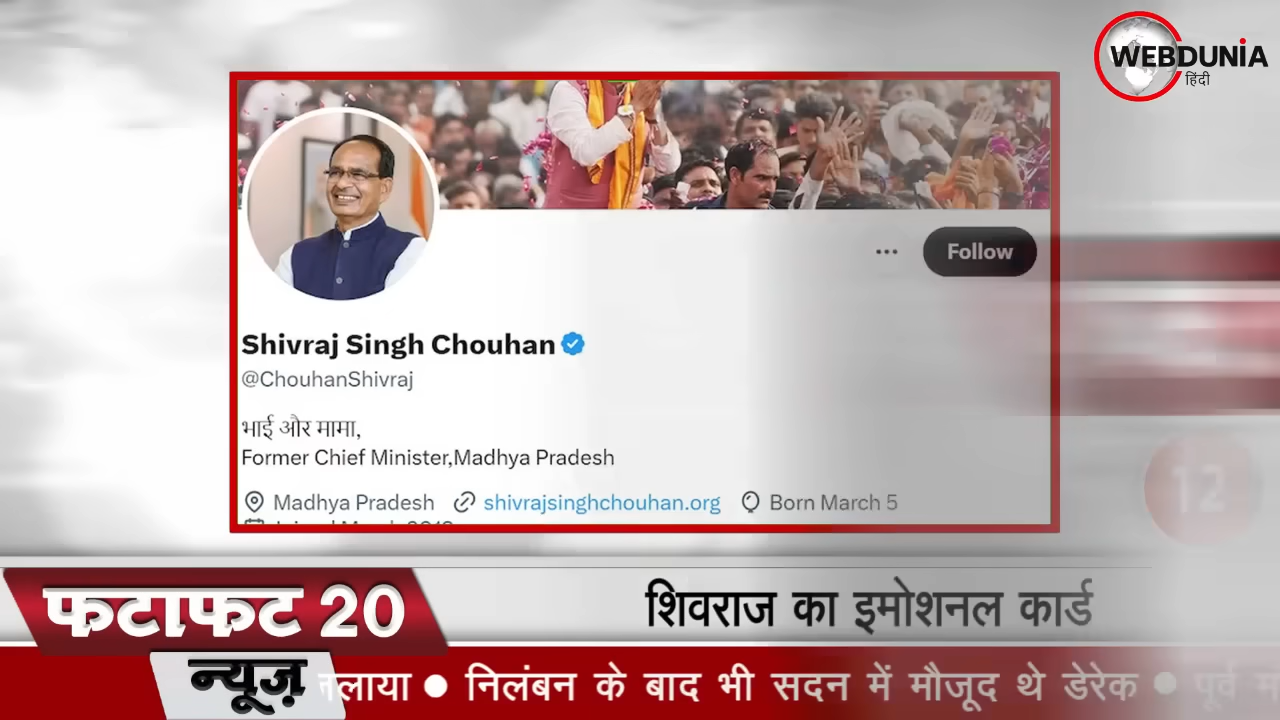 WEBDUNIA
हिंदी
Follow
Shivraj Singh Chouhan
@ChouhanShivraj
भाई और मामा,
Former Chief Minister,Madhya Pradesh
Madhya Pradesh shivrajsinghchouhan.org Born March 5
12
फटाफट 20
न्यूज़
शिवराज का इमोशनल कार्ड
निलंबन के बाद भी सदन में मौजूद थे डेरेक ● पूर्व